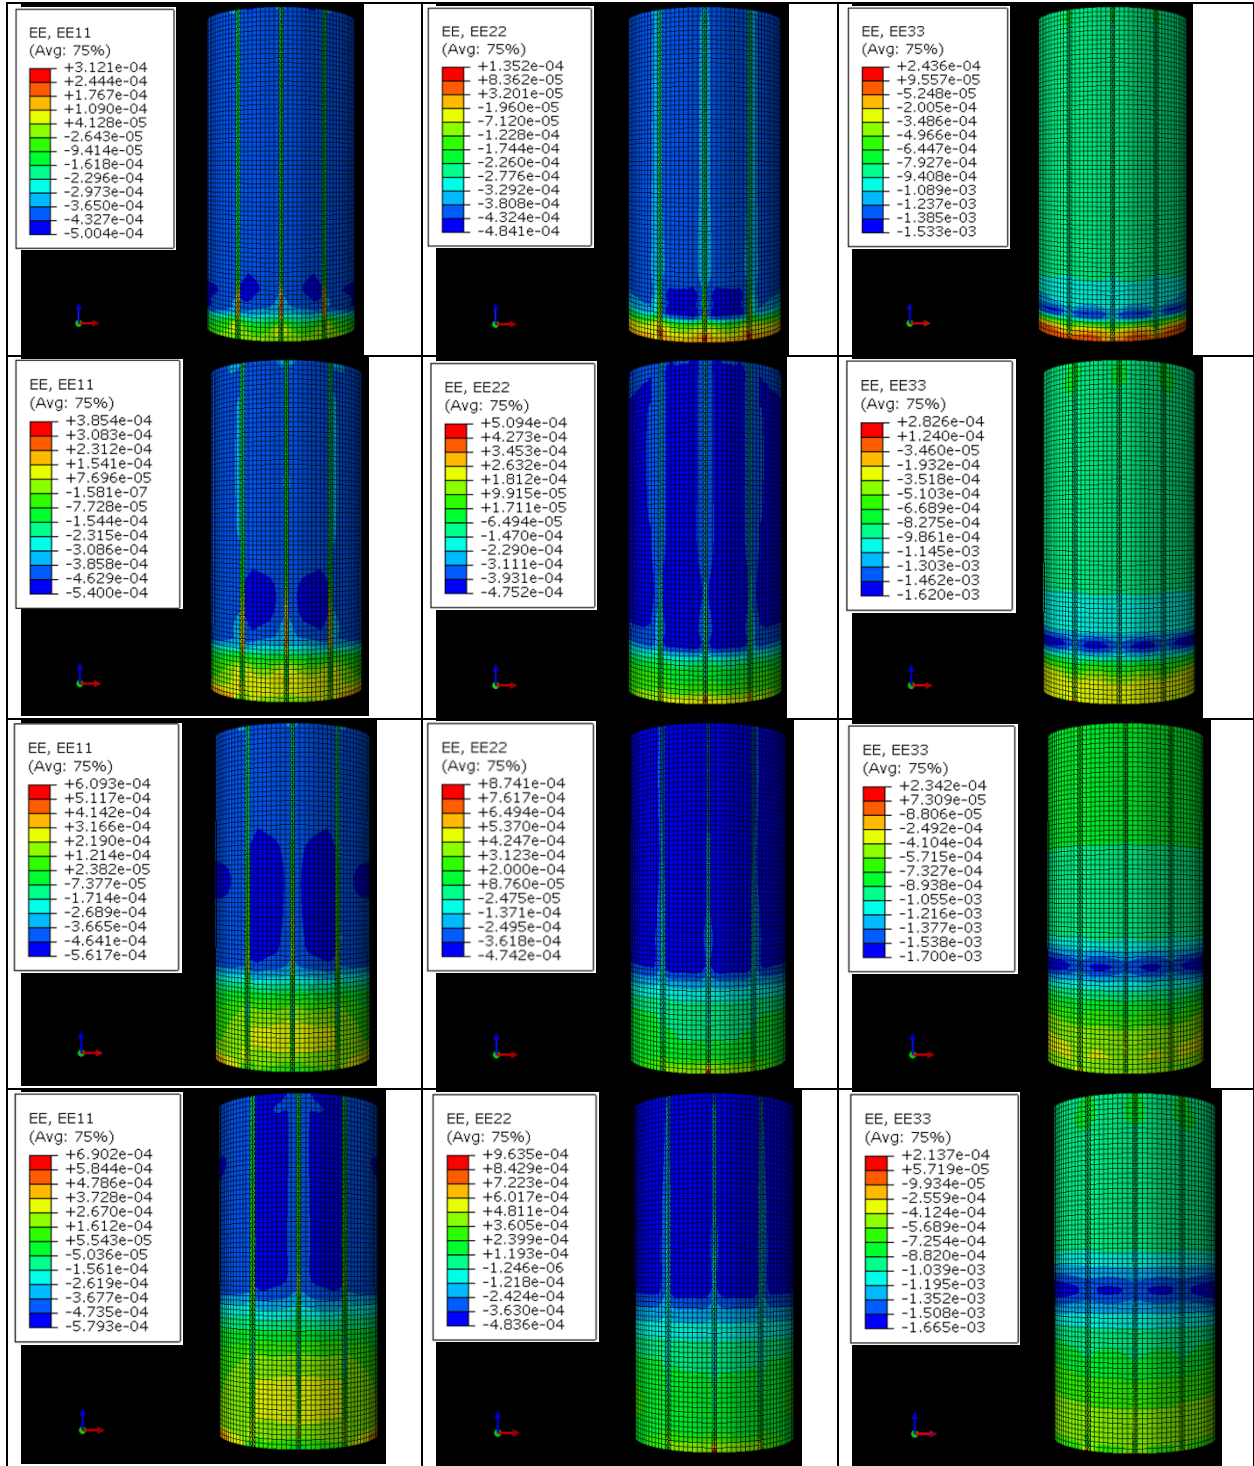 EE, EE11
(Avg: 75%)
+3.121e-04
+2.444e-04
+1.767e-04
+1.090e-04
+4.128e-05
-2.643e-05
-9.414e-05
-1.618e-04
-2.296e-04
-2.973e-04
-3.650e-04
-4.327e-04
-5.004e-04
EE, EE22
(Avg: 75%)
+1.352e-04
+8.362e-05
+3.201e-05
-1.960e-05
-7.120e-05
-1.228e-04
-1.744e-04
-2.260e-04
-2.776e-04
-3.292e-04
-3.808e-04
-4.324e-04
-4.841e-04
EE, EE33
(Avg: 75%)
+2.436e-04
+9.557e-05
-5.248e-05
-2.005e-04
-3.486e-04
-4.966e-04
-6.447e-04
-7.927e-04
-9.408e-04
-1.089e-03
-1.237e-03
-1.385e-03
-1.533e-03
EE, EE11
(Avg: 75%)
+3.854e-04
+3.083e-04
+2.312e-04
+1.541e-04
+7.696e-05
-1.581e-07
-7.728e-05
-1.544e-04
-2.315e-04
-3.086e-04
-3.858e-04
-4.629e-04
-5.400e-04
EE, EE22
(Avg: 75%)
+5.094e-04
+4.273e-04
+3.453e-04
+2.632e-04
+1.812e-04
+9.915e-05
+1.711e-05
-6.494e-05
-1.470e-04
-2.290e-04
-3.111e-04
-3.931e-04
-4.752e-04
EE, EE33
(Avg: 75%)
+2.826e-04
+1.240e-04
-3.460e-05
-1.932e-04
-3.518e-04
-5.103e-04
-6.689e-04
-8.275e-04
-9.861e-04
-1.145e-03
-1.303e-03
-1.462e-03
-1.620e-03
EE, EE11
(Avg: 75%)
+6.093e-04
+5.117e-04
+4.142e-04
+3.166e-04
+2.190e-04
+1.214e-04
+2.382e-05
-7.377e-05
-1.714e-04
-2.689e-04
-3.665e-04
-4.641e-04
-5.617e-04
EE, EE22
(Avg: 75%)
+8.741e-04
+7.617e-04
+6.494e-04
+5.370e-04
+4.247e-04
+3.123e-04
+2.000e-04
+8.760e-05
-2.475e-05
-1.371e-04
-2.495e-04
-3.618e-04
-4.742e-04
EE, EE33
(Avg: 75%)
+2.342e-04
+7.309e-05
-8.806e-05
-2.492e-04
-4.104e-04
-5.715e-04
-7.327e-04
-8.938e-04
-1.055e-03
-1.216e-03
-1.377e-03
-1.538e-03
-1.700e-03
EE, EE11
(Avg: 75%)
+6.902e-04
+5.844e-04
+4.786e-04
+3.728e-04
+2.670e-04
+1.612e-04
+5.543e-05
-5.036e-05
-1.561e-04
-2.619e-04
-3.677e-04
-4.735e-04
-5.793e-04
EE, EE22
(Avg: 75%)
+9.635e-04
+8.429e-04
+7.223e-04
+6.017e-04
+4.811e-04
+3.605e-04
+2.399e-04
+1.193e-04
-1.246e-06
-1.218e-04
-2.424e-04
-3.630e-04
-4.836e-04
EE, EE33
(Avg: 75%)
+2.137e-04
+5.719e-05
-9.934e-05
-2.559e-04
-4.124e-04
-5.689e-04
-7.254e-04
-8.820e-04
-1.039e-03
-1.195e-03
-1.352e-03
-1.508e-03
-1.665e-03